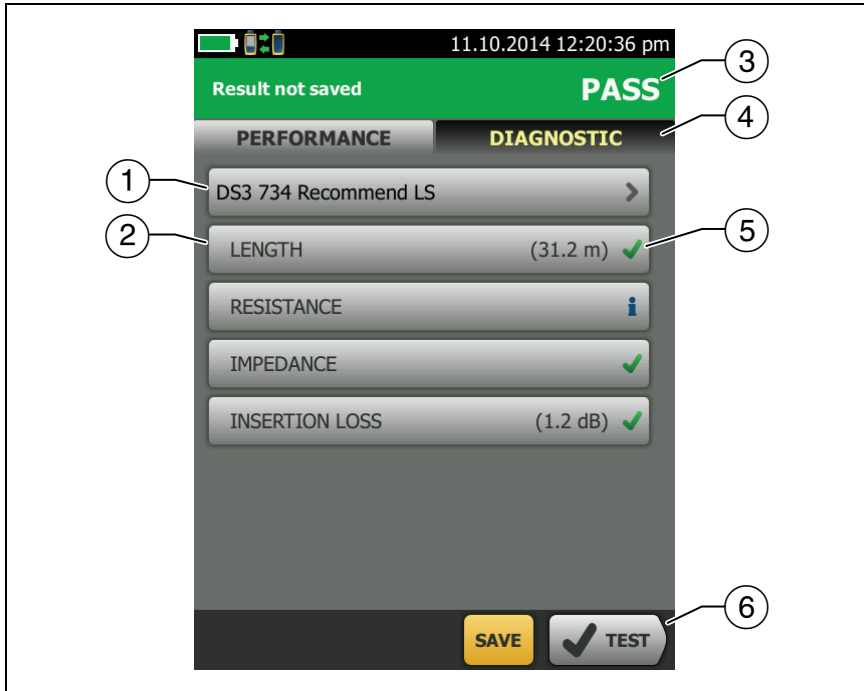 11.10.2014 12:20:36 pm
Result not saved PASS
3
PERFORMANCE DIAGNOSTIC
4
1
DS3 734 Recommend LS
2
LENGTH (31.2 m)
5
RESISTANCE i
IMPEDANCE
INSERTION LOSS (1.2 dB)
SAVE TEST
6